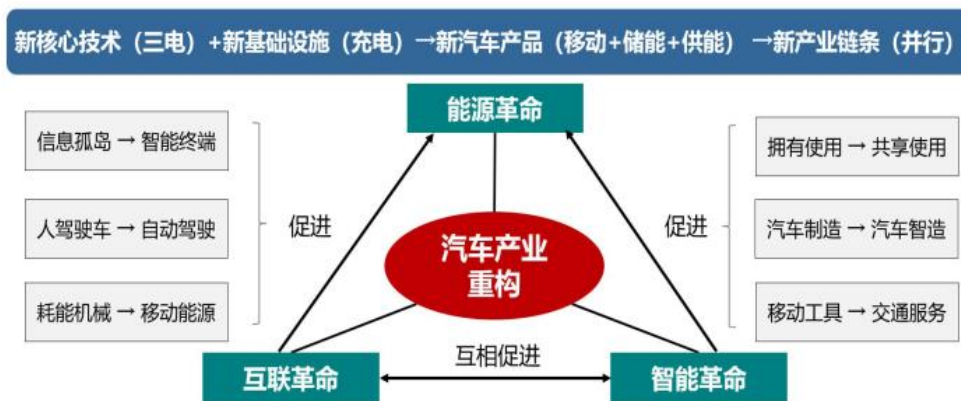 新核心技术（三电）+新基础设施（充电）→新汽车产品（移动+储能+供能）→新产业链条（并行）
能源革命
信息孤岛 → 智能终端
人驾驶车 → 自动驾驶
耗能机械 → 移动能源
促进
汽车产业
重构
促进
拥有使用 → 共享使用
汽车制造 → 汽车智造
移动工具 → 交通服务
互联革命
互相促进
智能革命